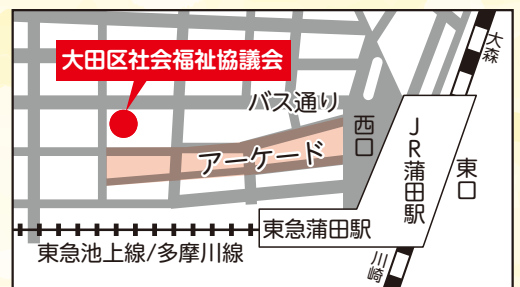 大田区社会福祉協議会
大森
バス通り
西口
JR蒲田駅
東口
アーケード
東急蒲田駅
東急池上線/多摩川線
川崎